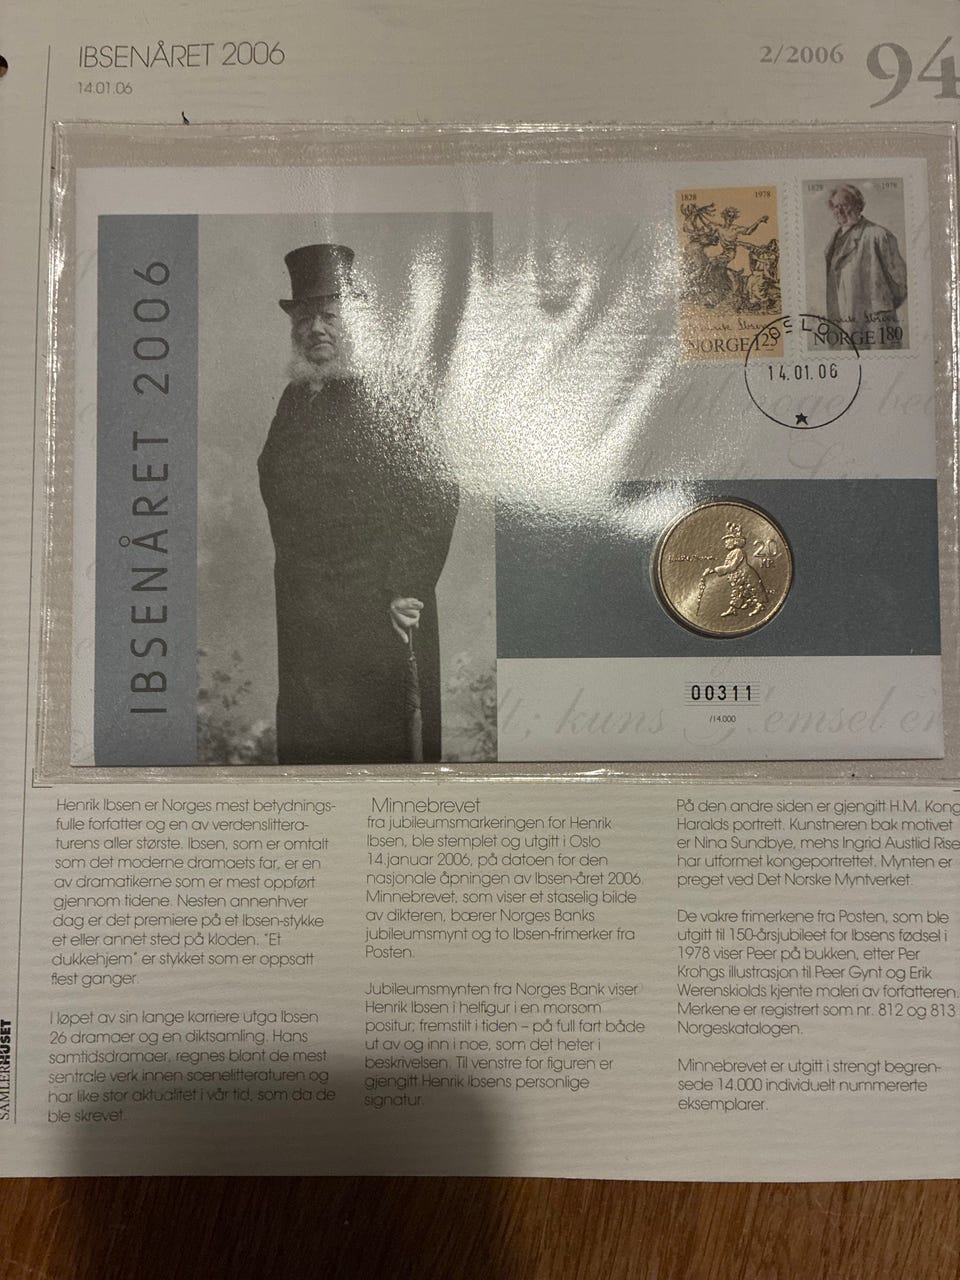 IBSENÅRET 2006
14.01.06
2/2006
94
IBSENÅRET 2006
1828 1978
Henrik Ibsen
NORGE 125
1828 1978
Henrik Ibsen
NORGE 180
OSLO
14.01.06
20
KR
00311
/14.000
Henrik Ibsen er Norges mest betydnings-
fulle forfatter og en av verdenslittera-
turens aller største. Ibsen, som er omtalt
som det moderne dramaets far, er en
av dramatikerne som er mest oppført
gjennom tidene. Nesten annenhver
dag er det premiere på et Ibsen-stykke
et eller annet sted på kloden. "Et
dukkehjem" er stykket som er oppsatt
flest ganger.
I løpet av sin lange karriere utga Ibsen
26 dramaer og en diktsamling. Hans
samtidsdramaer, regnes blant de mest
sentrale verk innen scenelitteraturen og
har like stor aktualitet i vår tid, som da de
ble skrevet.
Minnebrevet
fra jubileumsmarkeringen for Henrik
Ibsen, ble stemplet og utgitt i Oslo
14.januar 2006, på datoen for den
nasjonale åpningen av Ibsen-året 2006.
Minnebrevet, som viser et staselig bilde
av dikteren, bærer Norges Banks
jubileumsmynt og to Ibsen-frimerker fra
Posten.
Jubileumsmynten fra Norges Bank viser
Henrik Ibsen i helfigur i en morsom
positur; fremstilt i tiden – på full fart både
ut av og inn i noe, som det heter i
beskrivelsen. Til venstre for figuren er
gjengitt Henrik Ibsens personlige
signatur.
På den andre siden er gjengitt H.M. Kong
Haralds portrett. Kunstneren bak motivet
er Nina Sundbye, mens Ingrid Austlid Rise
har utformet kongeportrettet. Mynten er
preget ved Det Norske Myntverket.
De vakre frimerkene fra Posten, som ble
utgitt til 150-årsjubileet for Ibsens fødsel i
1978 viser Peer på bukken, etter Per
Krohgs illustrasjon til Peer Gynt og Erik
Werenskiolds kjente maleri av forfatteren.
Merkene er registrert som nr. 812 og 813 i
Norgeskatalogen.
Minnebrevet er utgitt i strengt begren-
sede 14.000 individuelt nummererte
eksemplarer.
SAMLERHUSET